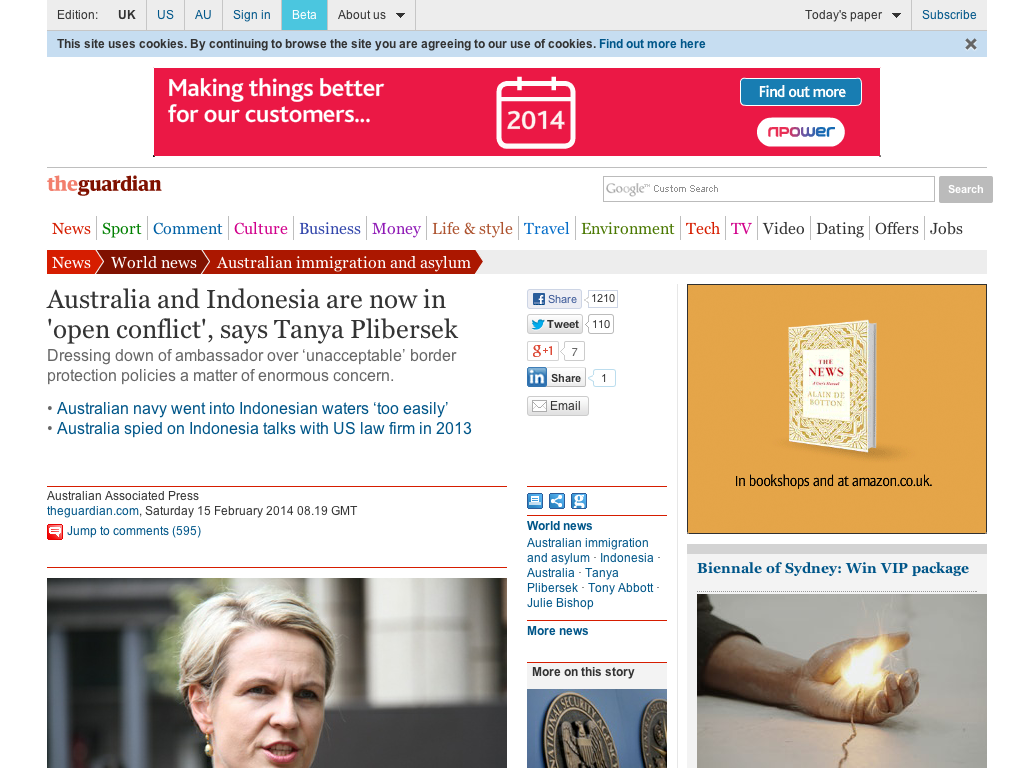 Edition: UK US AU Sign in Beta About us Today's paper Subscribe
This site uses cookies. By continuing to browse the site you are agreeing to our use of cookies. Find out more here
Making things better
for our customers...
2014
Find out more
npower
theguardian
Google™ Custom Search
Search
News Sport Comment Culture Business Money Life & style Travel Environment Tech TV Video Dating Offers Jobs
News World news Australian immigration and asylum
Australia and Indonesia are now in
'open conflict', says Tanya Plibersek
Dressing down of ambassador over ‘unacceptable’ border
protection policies a matter of enormous concern.
• Australian navy went into Indonesian waters ‘too easily’
• Australia spied on Indonesia talks with US law firm in 2013
Australian Associated Press
theguardian.com, Saturday 15 February 2014 08.19 GMT
Jump to comments (595)
f Share 1210
Tweet 110
g+1 7
in Share 1
Email
g
World news
Australian immigration
and asylum · Indonesia ·
Australia · Tanya
Plibersek · Tony Abbott ·
Julie Bishop
More news
More on this story
THE
NEWS
A User's Manual
ALAIN DE
BOTTON
In bookshops and at amazon.co.uk.
Biennale of Sydney: Win VIP package